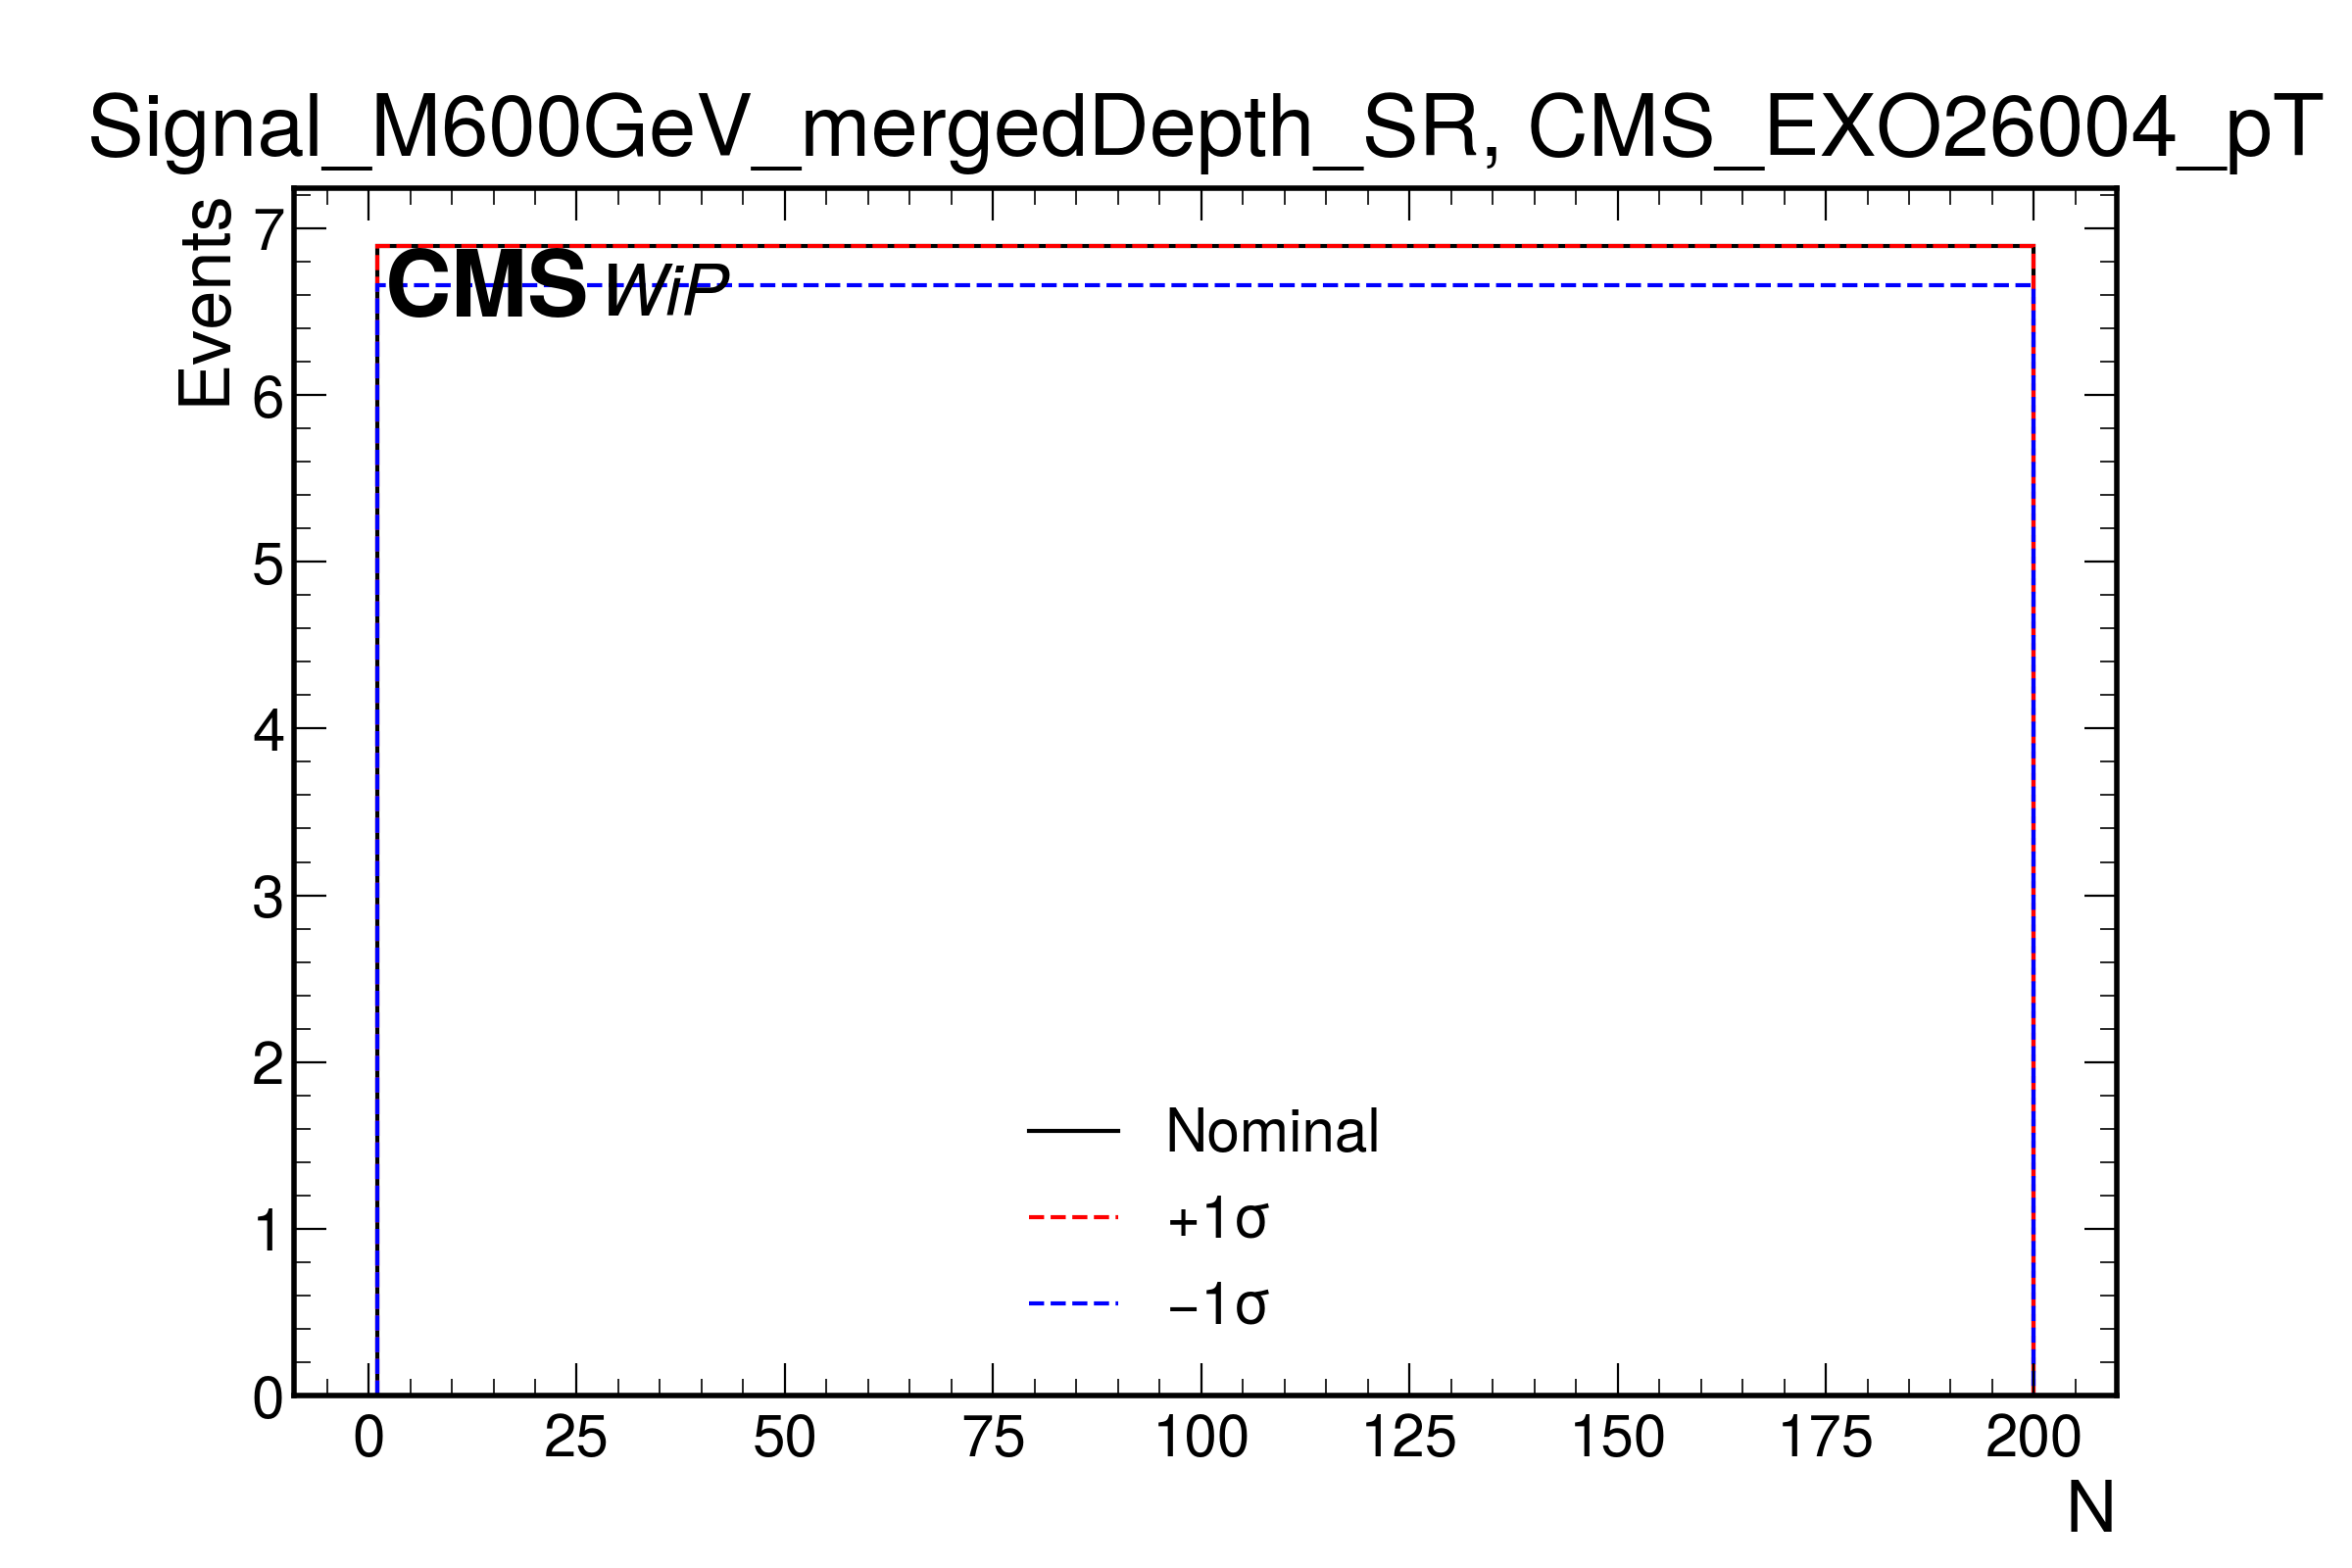 Signal_M600GeV_mergedDepth_SR, CMS_EXO26004_pT
Events
7
6
5
4
3
2
1
0
CMS WiP
Nominal
+1σ
−1σ
0 25 50 75 100 125 150 175 200
N